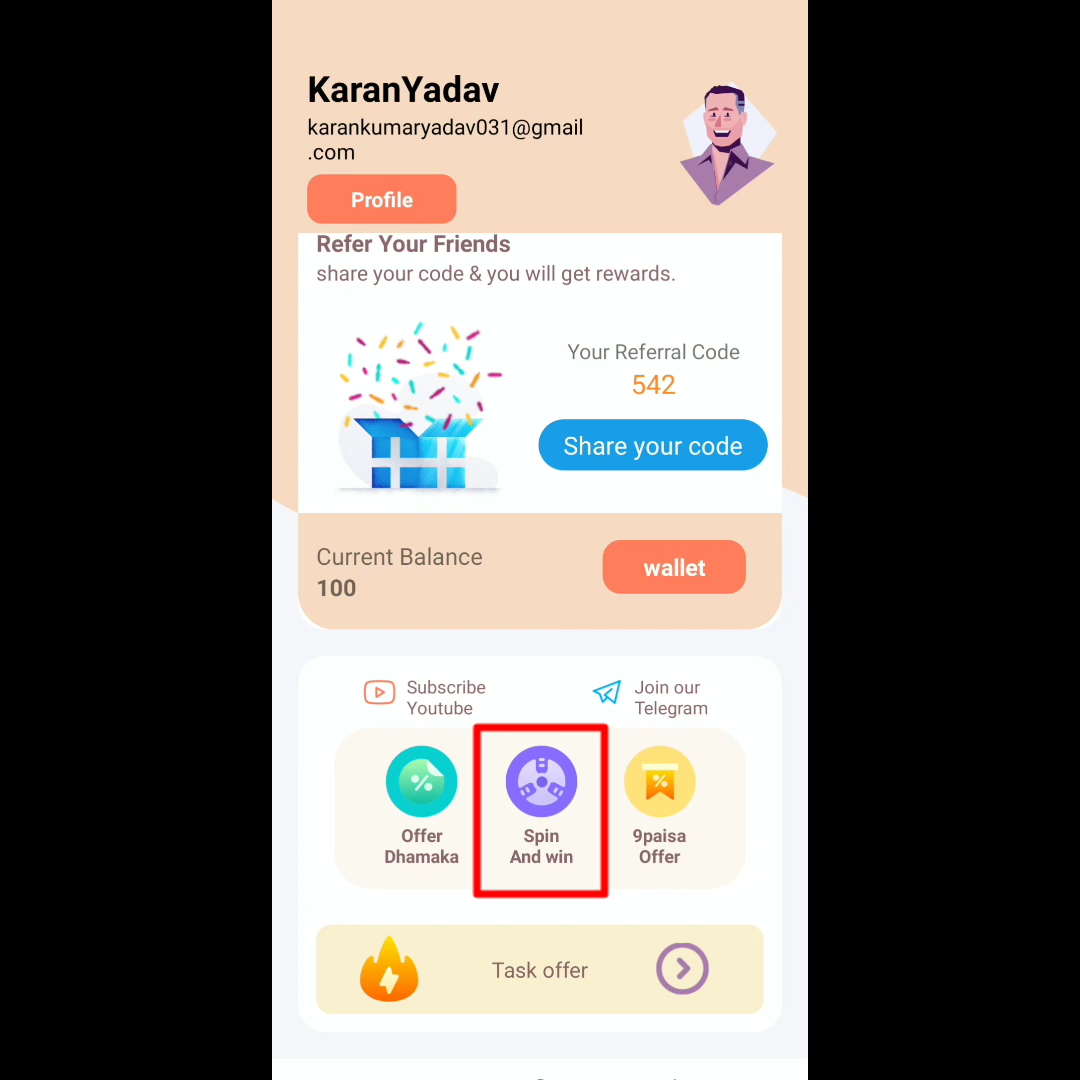 KaranYadav
karankumaryadav031@gmail
.com
Profile
Refer Your Friends
share your code & you will get rewards.
Your Referral Code
542
Share your code
Current Balance
100
wallet
Subscribe
Youtube
Join our
Telegram
Offer
Dhamaka
Spin
And win
9paisa
Offer
Task offer